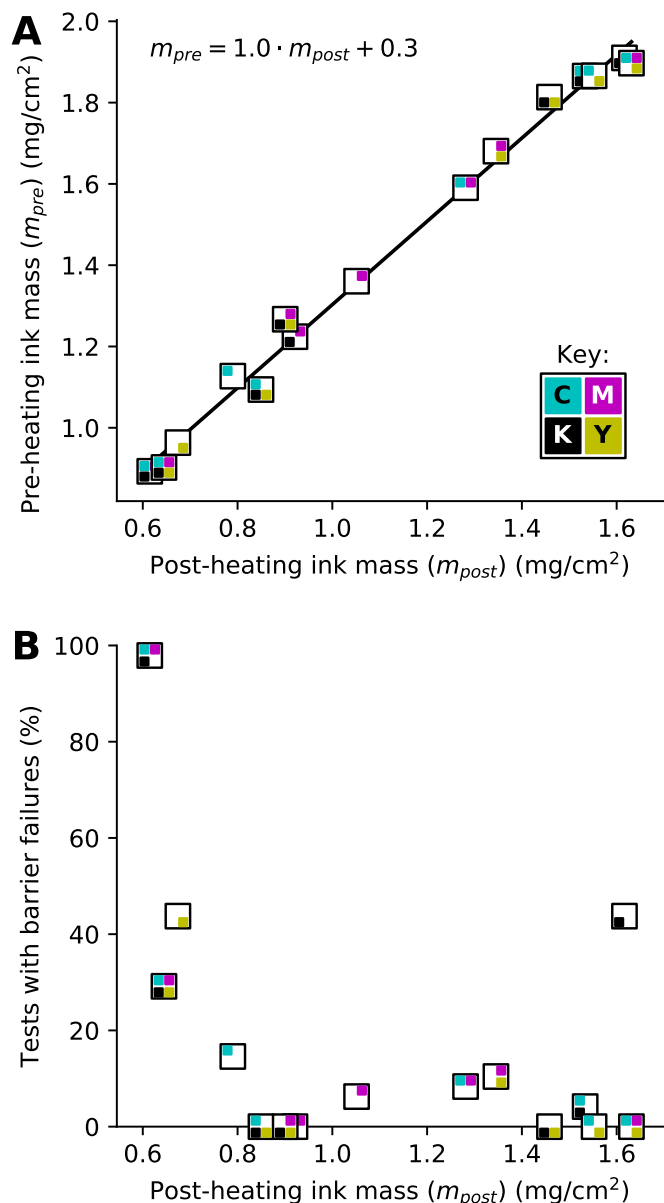 A
m_pre = 1.0 · m_post + 0.3
Pre-heating ink mass (m_pre) (mg/cm²)
2.0
1.8
1.6
1.4
1.2
1.0
Key:
C M
K Y
0.6 0.8 1.0 1.2 1.4 1.6
Post-heating ink mass (m_post) (mg/cm²)
B
Tests with barrier failures (%)
100
80
60
40
20
0
0.6 0.8 1.0 1.2 1.4 1.6
Post-heating ink mass (m_post) (mg/cm²)